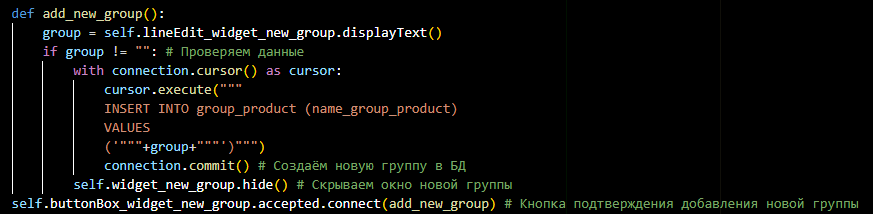 def add_new_group():
group = self.lineEdit_widget_new_group.displayText()
if group != "": # Проверяем данные
with connection.cursor() as cursor:
cursor.execute("""
INSERT INTO group_product (name_group_product)
VALUES
('"""+group+"""')""")
connection.commit() # Создаём новую группу в БД
self.widget_new_group.hide() # Скрываем окно новой группы
self.buttonBox_widget_new_group.accepted.connect(add_new_group) # Кнопка подтверждения добавления новой группы